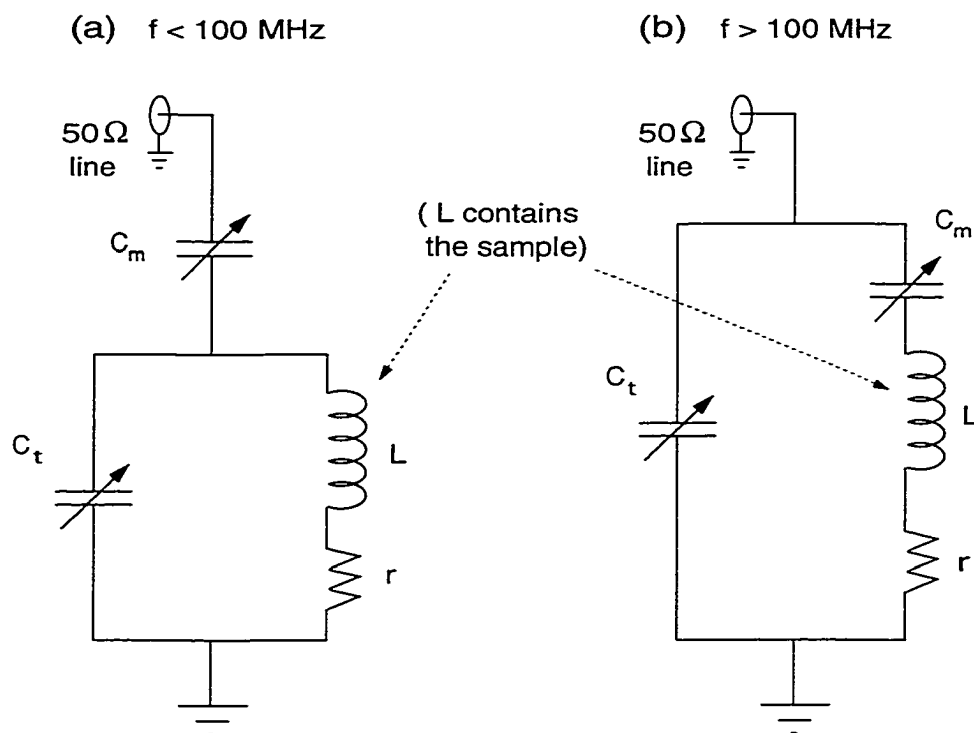 (a) f < 100 MHz
50Ω
line
C_m
C_t
L
r
( L contains
the sample)
(b) f > 100 MHz
50Ω
line
C_m
C_t
L
r